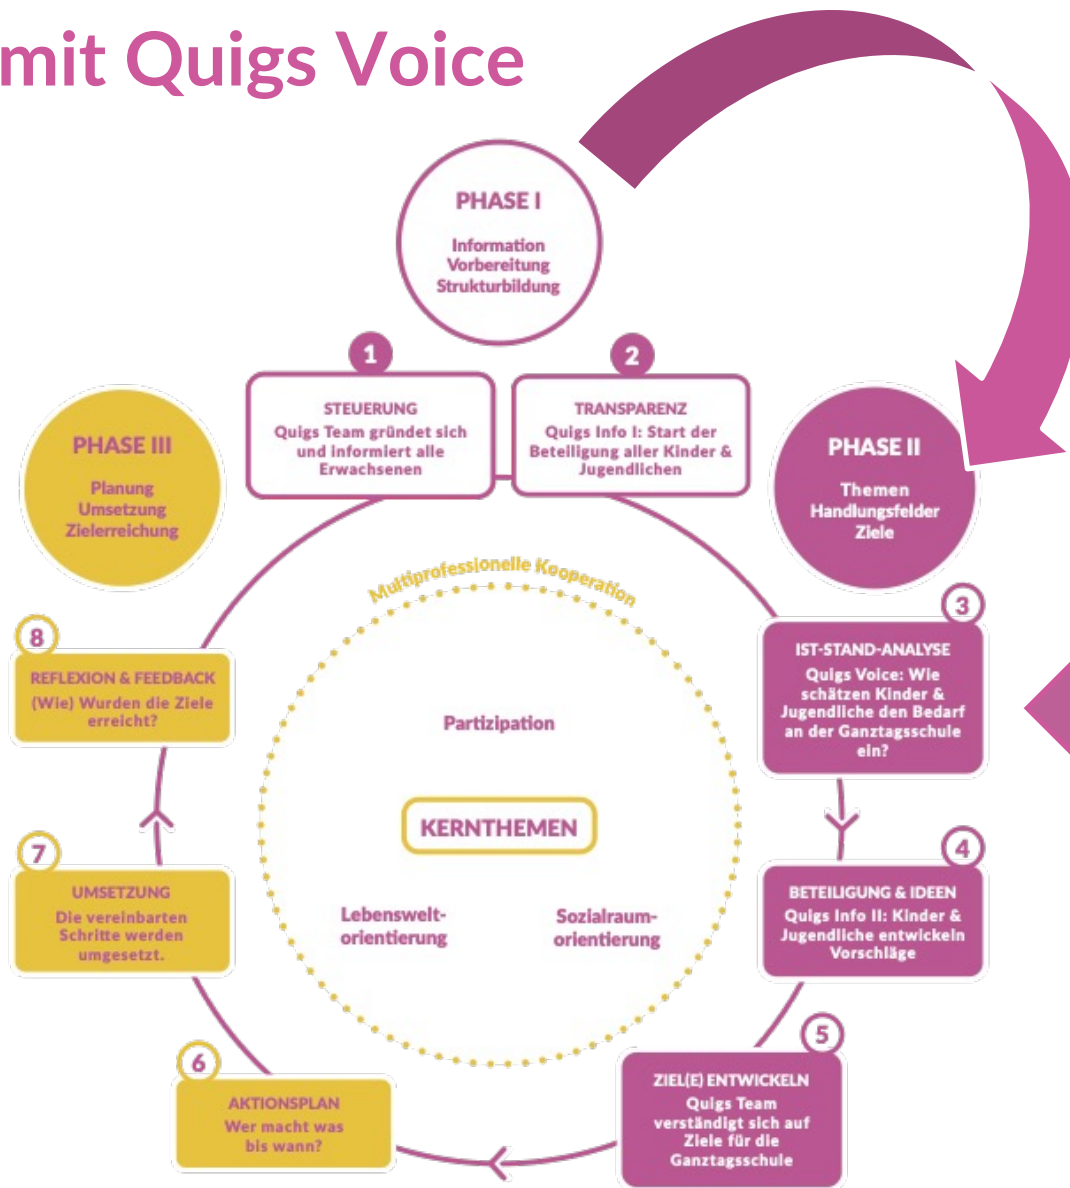 mit Quigs Voice
PHASE I
Information
Vorbereitung
Strukturbildung
1
STEUERUNG
Quigs Team gründet sich
und informiert alle
Erwachsenen
2
TRANSPARENZ
Quigs Info I: Start der
Beteiligung aller Kinder &
Jugendlichen
PHASE II
Themen
Handlungsfelder
Ziele
3
IST-STAND-ANALYSE
Quigs Voice: Wie
schätzen Kinder &
Jugendliche den Bedarf
an der Ganztagsschule
ein?
4
BETEILIGUNG & IDEEN
Quigs Info II: Kinder &
Jugendliche entwickeln
Vorschläge
5
ZIEL(E) ENTWICKELN
Quigs Team
verständigt sich auf
Ziele für die
Ganztagsschule
PHASE III
Planung
Umsetzung
Zielerreichung
6
AKTIONSPLAN
Wer macht was
bis wann?
7
UMSETZUNG
Die vereinbarten
Schritte werden
umgesetzt.
8
REFLEXION & FEEDBACK
(Wie) Wurden die Ziele
erreicht?
Multiprofessionelle Kooperation
Partizipation
KERNTHEMEN
Lebenswelt-
orientierung
Sozialraum-
orientierung